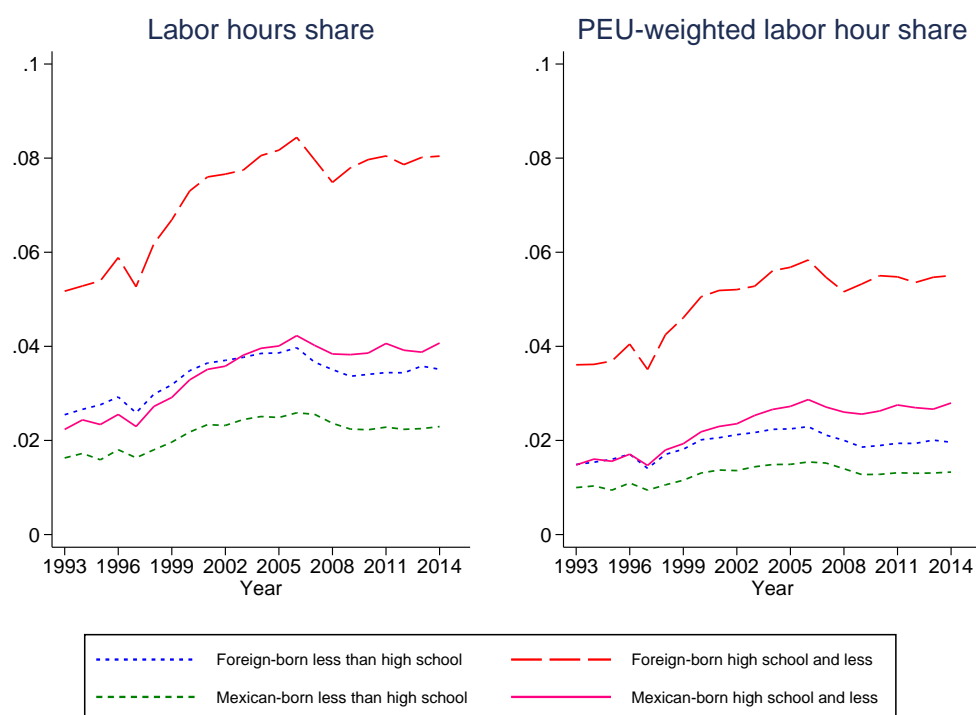 Labor hours share
.1
.08
.06
.04
.02
0
1993 1996 1999 2002 2005 2008 2011 2014
Year
PEU-weighted labor hour share
.1
.08
.06
.04
.02
0
1993 1996 1999 2002 2005 2008 2011 2014
Year
Foreign-born less than high school
Foreign-born high school and less
Mexican-born less than high school
Mexican-born high school and less